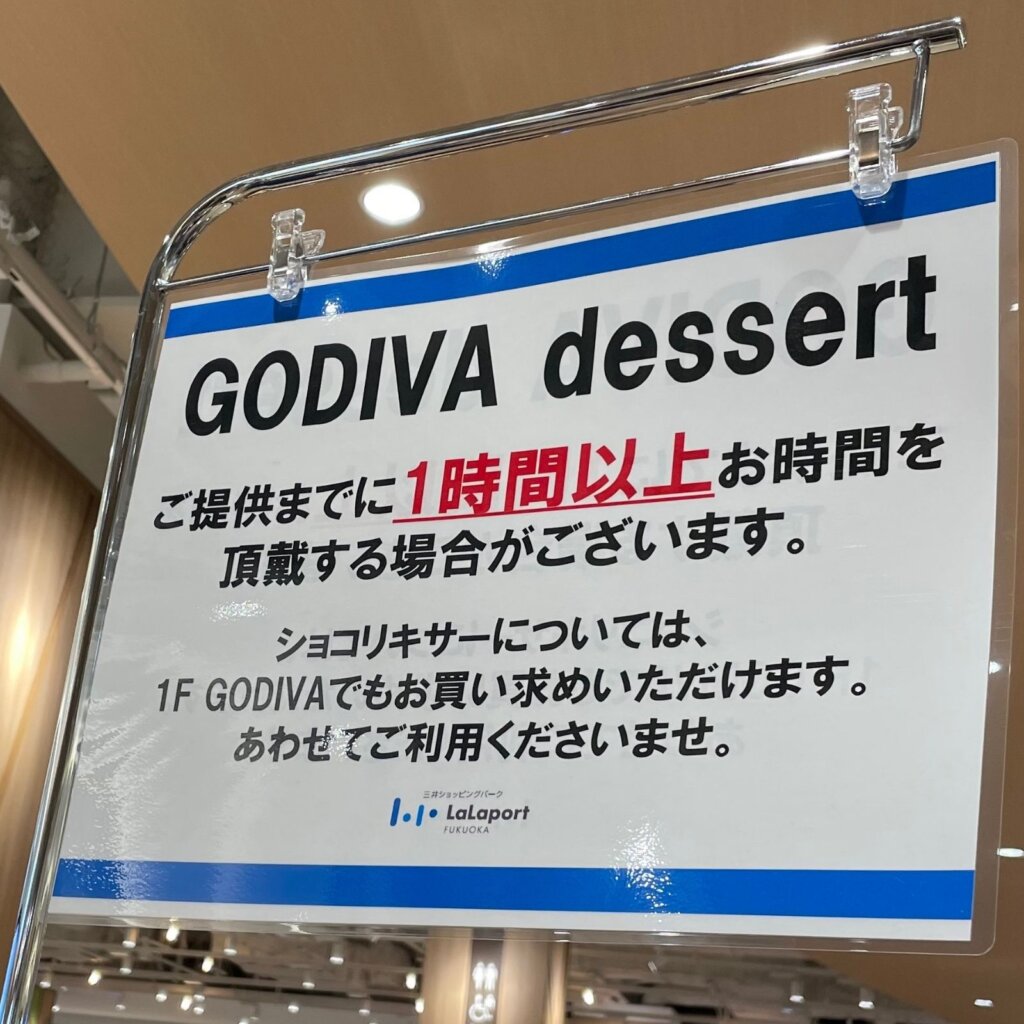 GODIVA dessert
ご提供までに1時間以上お時間を
頂戴する場合がございます。
ショコリキサーについては、
1F GODIVAでもお買い求めいただけます。
あわせてご利用くださいませ。
三井ショッピングパーク
LaLaport
FUKUOKA